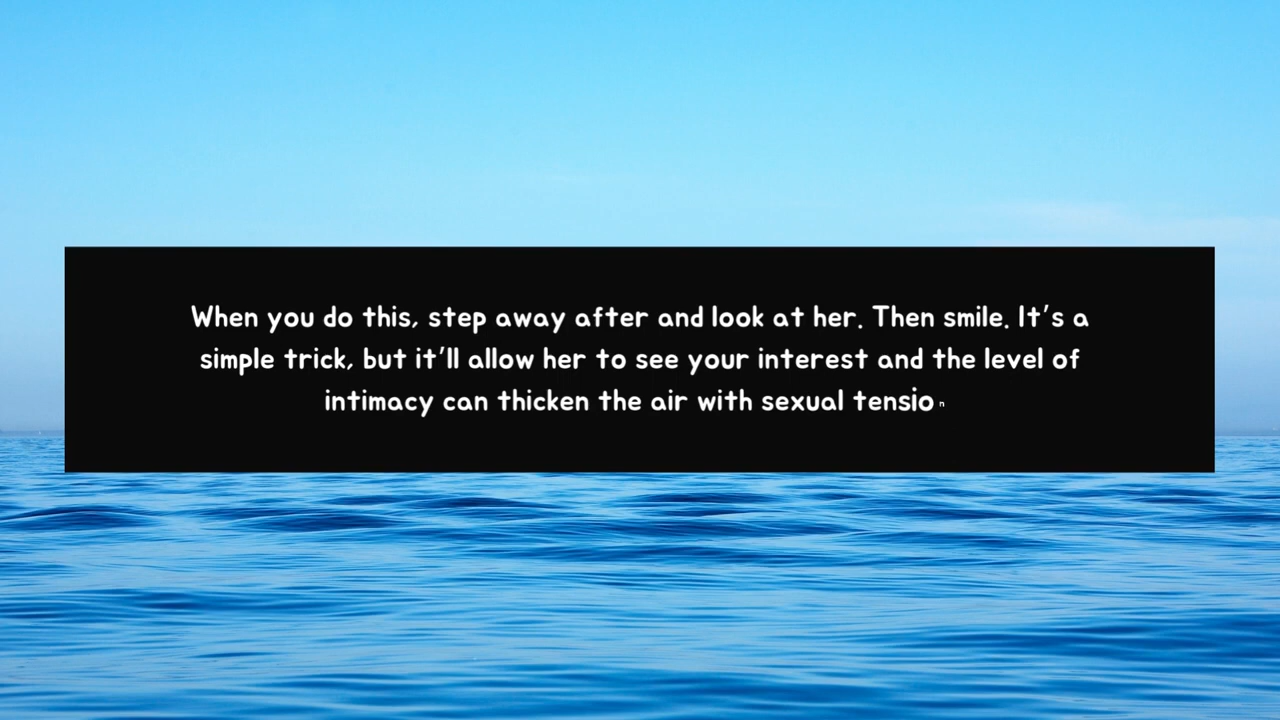 When you do this, step away after and look at her. Then smile. It's a
simple trick, but it'll allow her to see your interest and the level of
intimacy can thicken the air with sexual tension